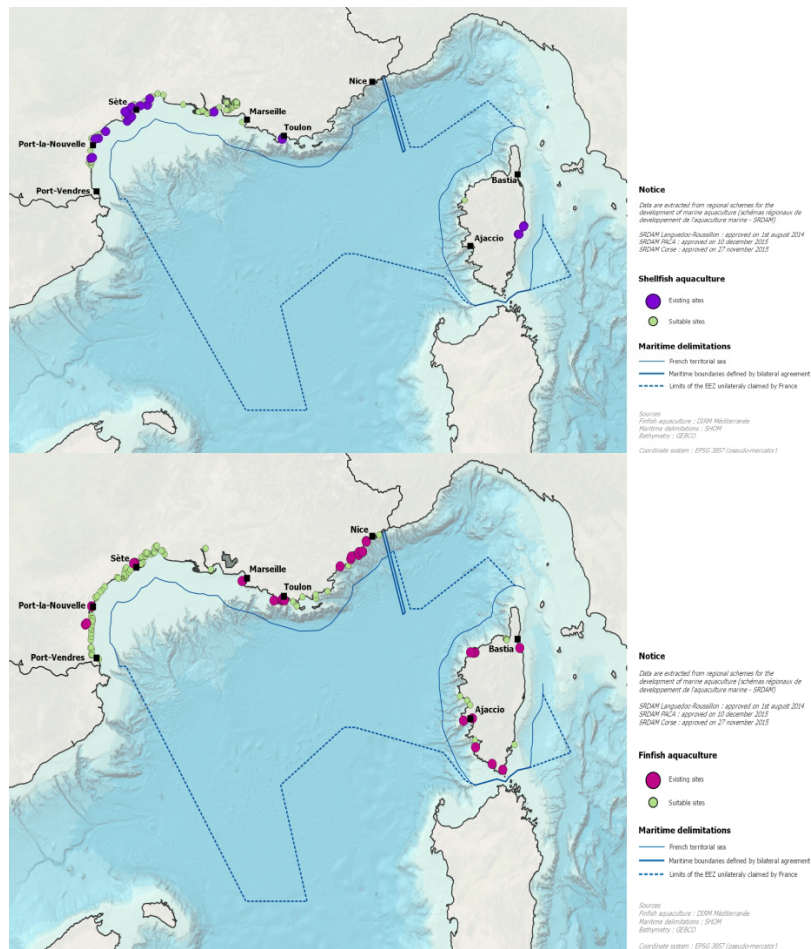 Nice
Sète
Marseille
Toulon
Port-la-Nouvelle
Port-Vendres
Bastia
Ajaccio
Notice
Data are extracted from regional schemes for the
development of marine aquaculture (schémas régionaux de
developpement de l'aquaculture marine - SRDAM)
SRDAM Languedoc-Roussillon : approved on 1st august 2014
SRDAM PACA : approved on 10 december 2015
SRDAM Corse : approved on 27 november 2015
Shellfish aquaculture
Existing sites
Suitable sites
Maritime delimitations
French territorial sea
Maritime boundaries defined by bilateral agreement
Limits of the EEZ unilateraly claimed by France
Sources
Finfish aquaculture : DIRM Méditerranée
Maritime delimitations : SHOM
Bathymetry : GEBCO
Coordinate system : EPSG 3857 (pseudo-mercator)
Nice
Sète
Marseille
Toulon
Port-la-Nouvelle
Port-Vendres
Bastia
Ajaccio
Notice
Data are extracted from regional schemes for the
development of marine aquaculture (schémas régionaux de
developpement de l'aquaculture marine - SRDAM)
SRDAM Languedoc-Roussillon : approved on 1st august 2014
SRDAM PACA : approved on 10 december 2015
SRDAM Corse : approved on 27 november 2015
Finfish aquaculture
Existing sites
Suitable sites
Maritime delimitations
French territorial sea
Maritime boundaries defined by bilateral agreement
Limits of the EEZ unilateraly claimed by France
Sources
Finfish aquaculture : DIRM Méditerranée
Maritime delimitations : SHOM
Bathymetry : GEBCO
Coordinate system : EPSG 3857 (pseudo-mercator)